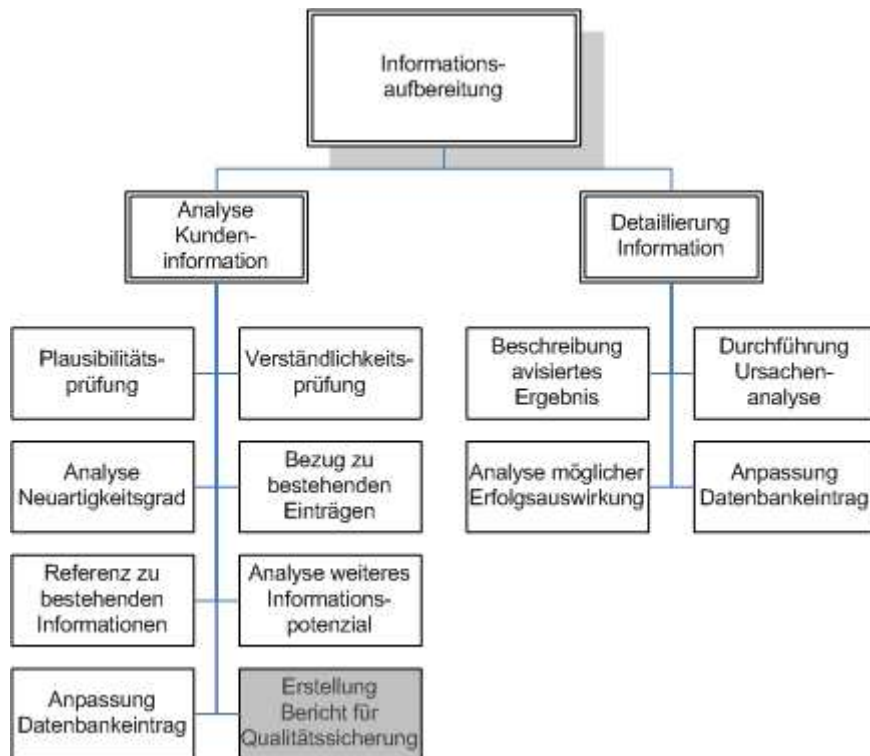 Informations-
aufbereitung
Analyse
Kunden-
information
Detaillierung
Information
Plausibilitäts-
prüfung
Verständlichkeits-
prüfung
Beschreibung
avisiertes
Ergebnis
Durchführung
Ursachen-
analyse
Analyse
Neuartigkeitsgrad
Bezug zu
bestehenden
Einträgen
Analyse möglicher
Erfolgsauswirkung
Anpassung
Datenbankeintrag
Referenz zu
bestehenden
Informationen
Analyse weiteres
Informations-
potenzial
Anpassung
Datenbankeintrag
Erstellung
Bericht für
Qualitätssicherung